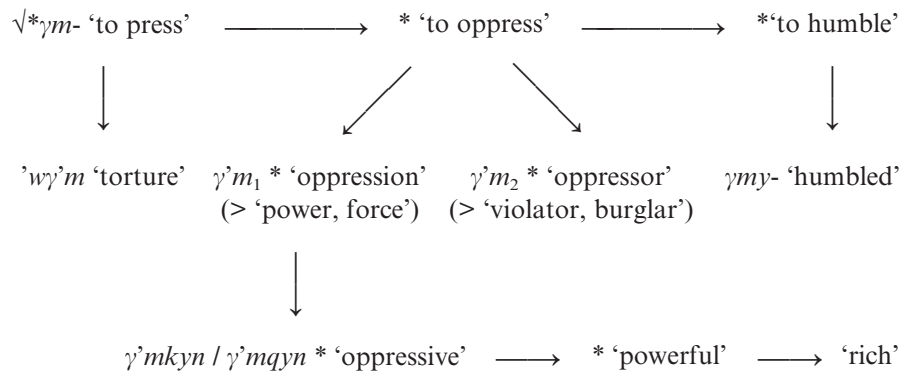 √*γm- ‘to press’ * ‘to oppress’ *‘to humble’
’wγ’m ‘torture’ γ’m₁ * ‘oppression’ γ’m₂ * ‘oppressor’ γmy- ‘humbled’
(> ‘power, force’) (> ‘violator, burglar’)
γ’mkyn / γ’mqyn * ‘oppressive’ * ‘powerful’ ‘rich’